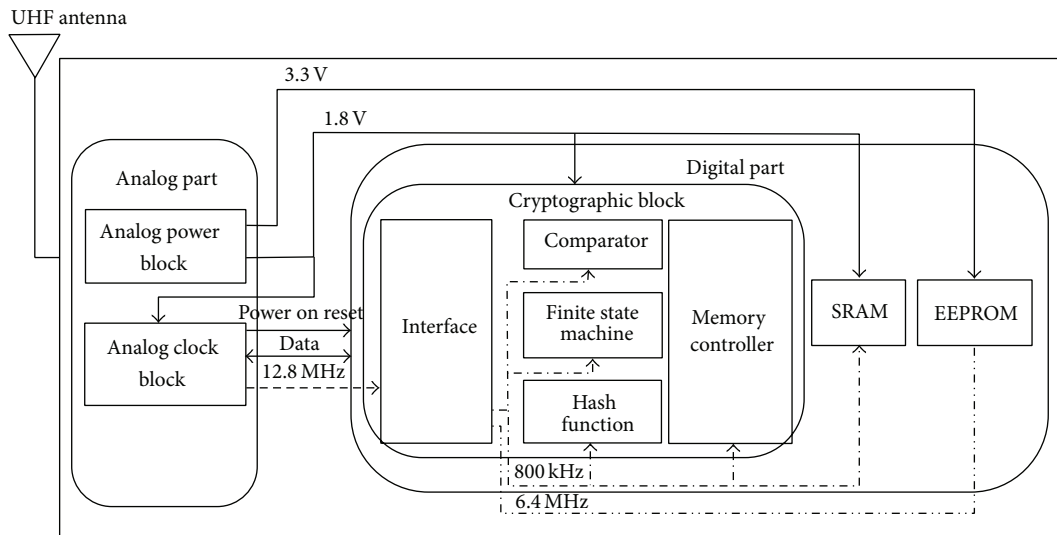 UHF antenna
3.3 V
1.8 V
Analog part
Digital part
Cryptographic block
Analog power
block
Comparator
Power on reset
Interface
Finite state
machine
Memory
controller
SRAM
EEPROM
Analog clock
block
Data
12.8 MHz
Hash
function
800 kHz
6.4 MHz